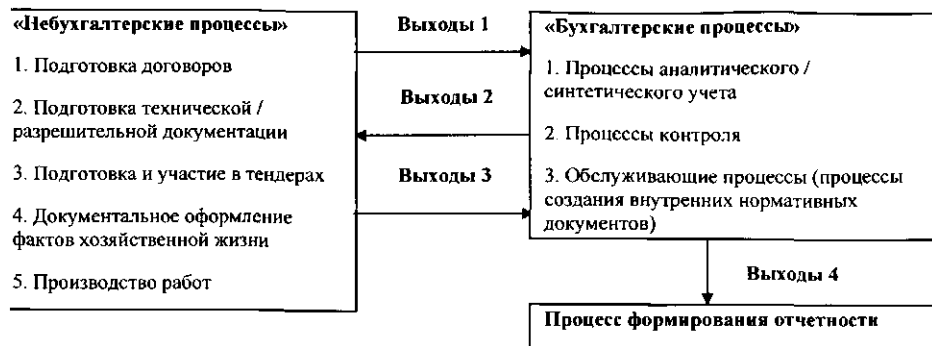 «Небухгалтерские процессы»
1. Подготовка договоров
2. Подготовка технической /
разрешительной документации
3. Подготовка и участие в тендерах
4. Документальное оформление
фактов хозяйственной жизни
5. Производство работ
Выходы 1
Выходы 2
Выходы 3
«Бухгалтерские процессы»
1. Процессы аналитического /
синтетического учета
2. Процессы контроля
3. Обслуживающие процессы (процессы
создания внутренних нормативных
документов)
Выходы 4
Процесс формирования отчетности